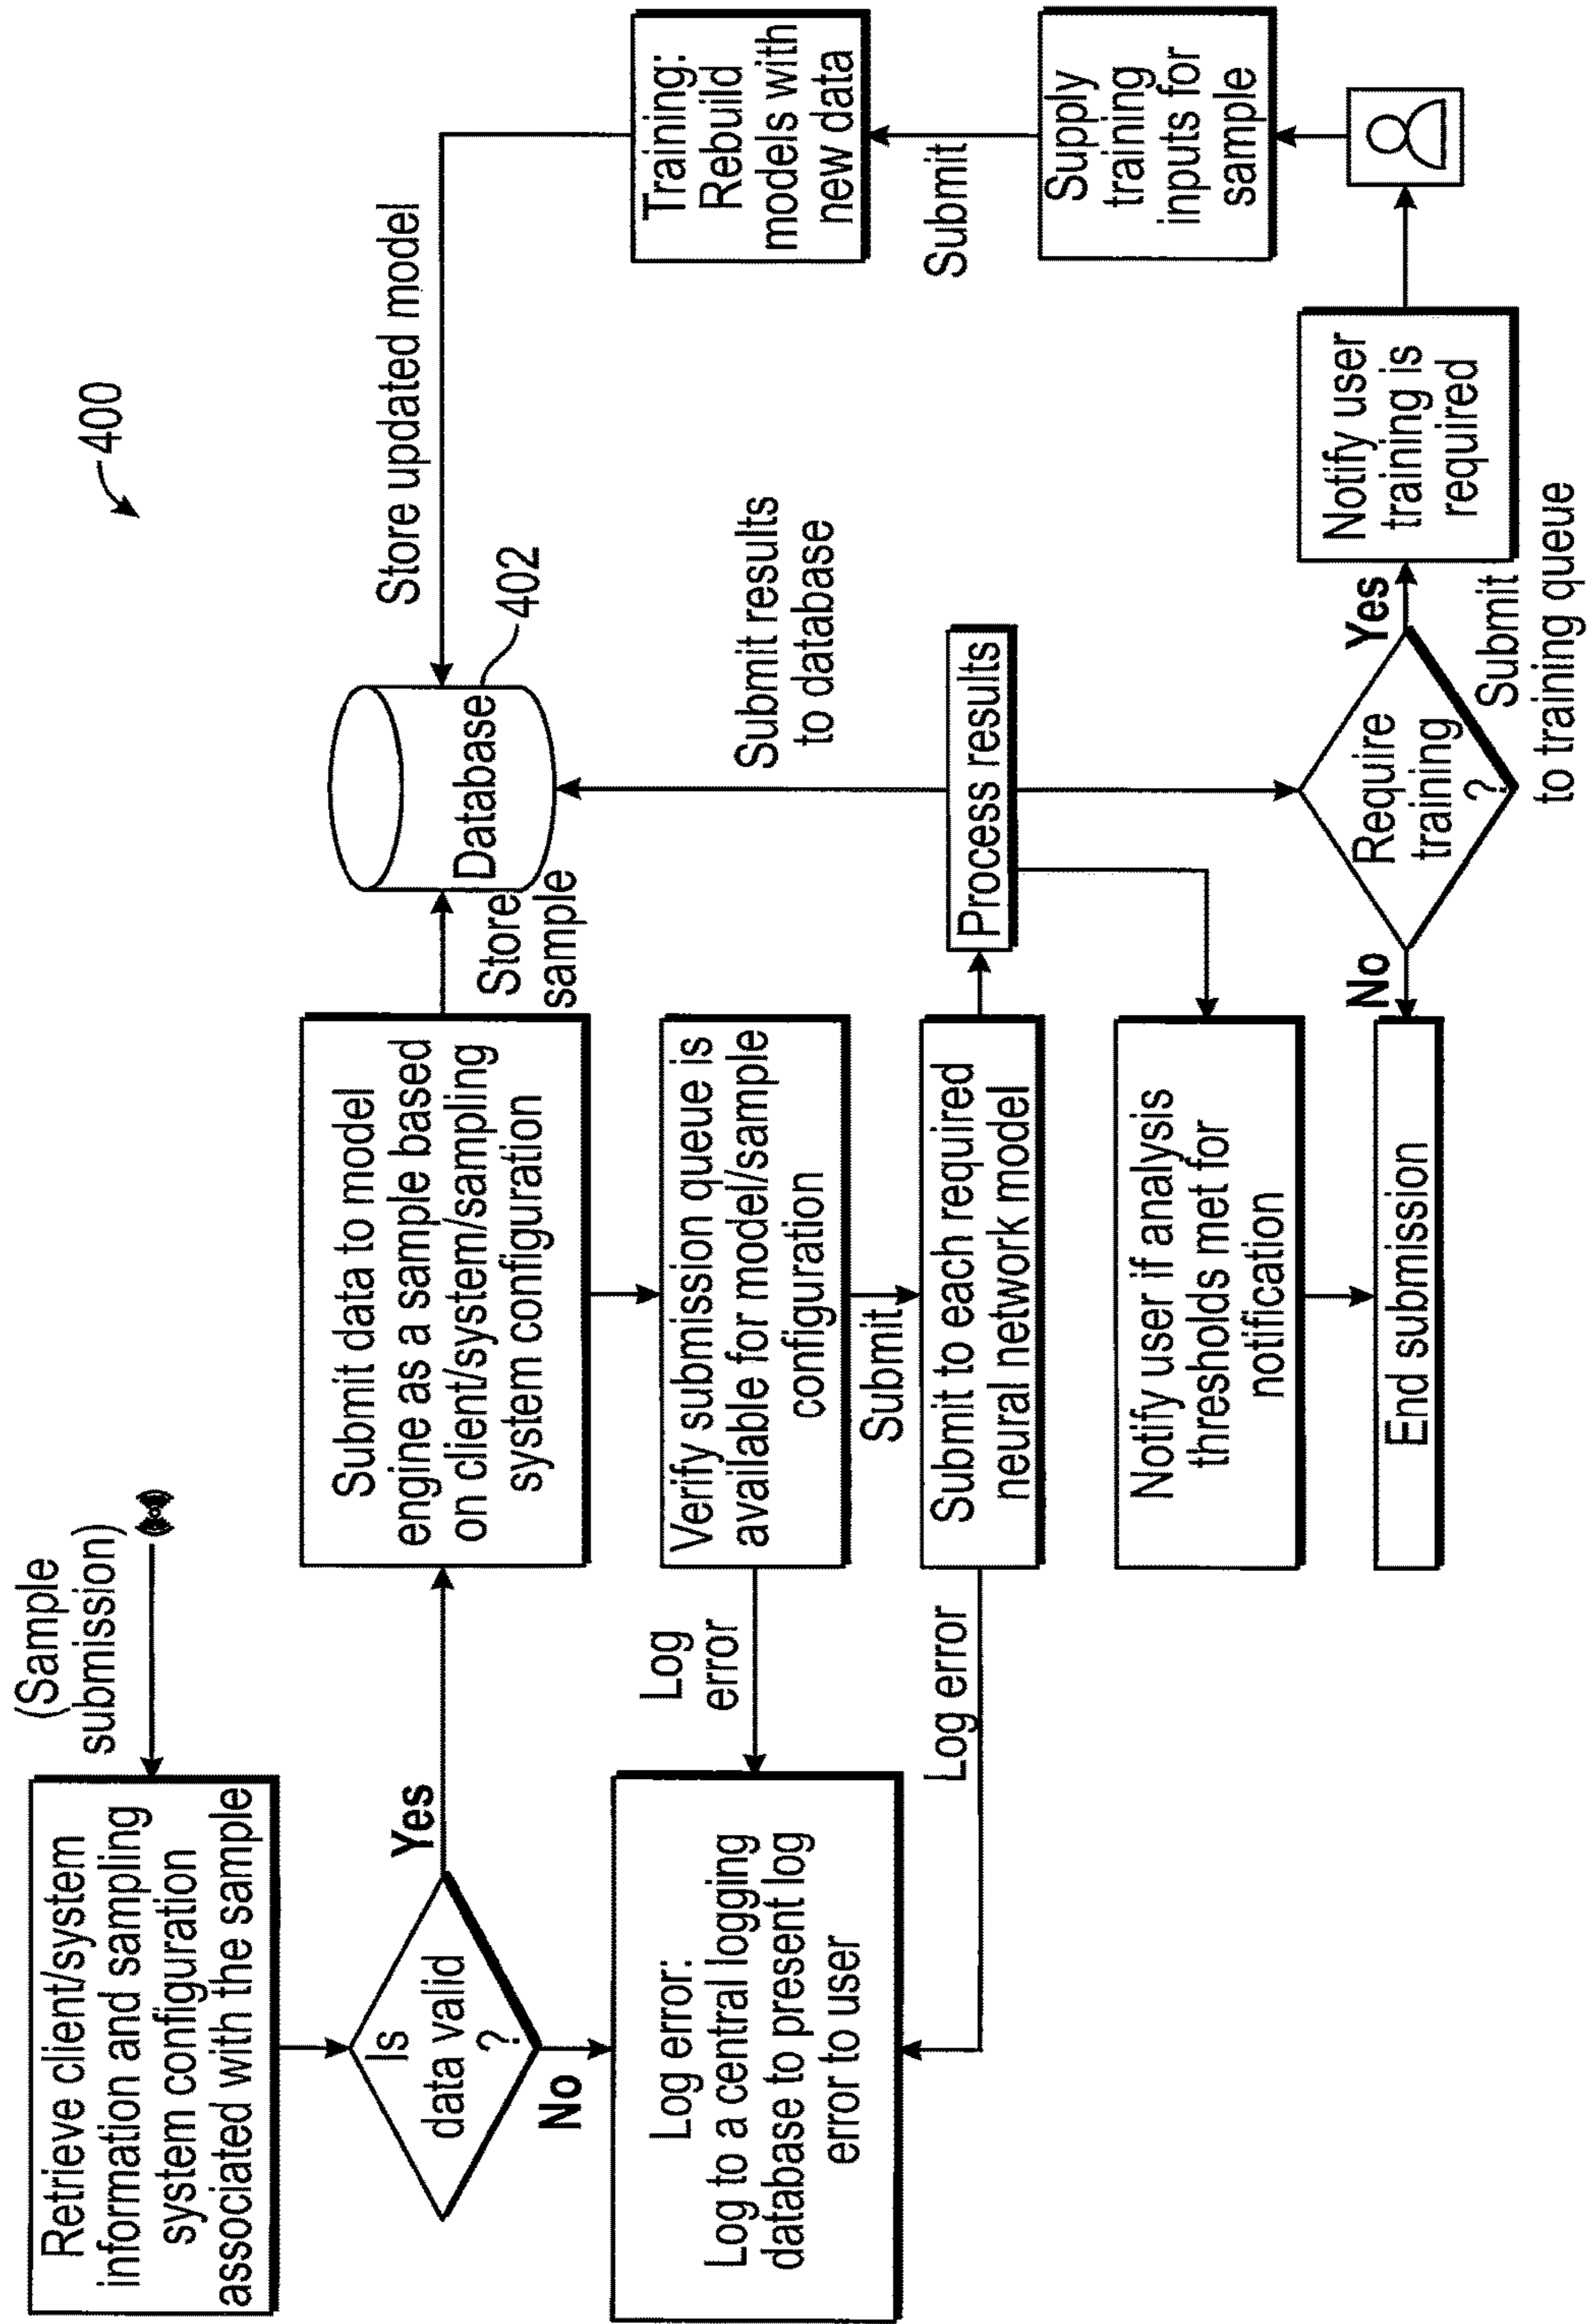 400
(Sample
submission)
Retrieve client/system
information and sampling
system configuration
associated with the sample
Is
data valid
?
Yes
No
Log error:
Log to a central logging
database to present log
error to user
Submit data to model
engine as a sample based
on client/system/sampling
system configuration
Store
sample
Database
402
Store updated model
Verify submission queue is
available for model/sample
configuration
Log
error
Submit
Submit to each required
neural network model
Log error
Process results
Submit results
to database
Notify user if analysis
thresholds met for
notification
End submission
Require
training
?
No
Yes
Submit
to training queue
Notify user
training is
required
Supply
training
inputs for
sample
Submit
Training:
Rebuild
models with
new data